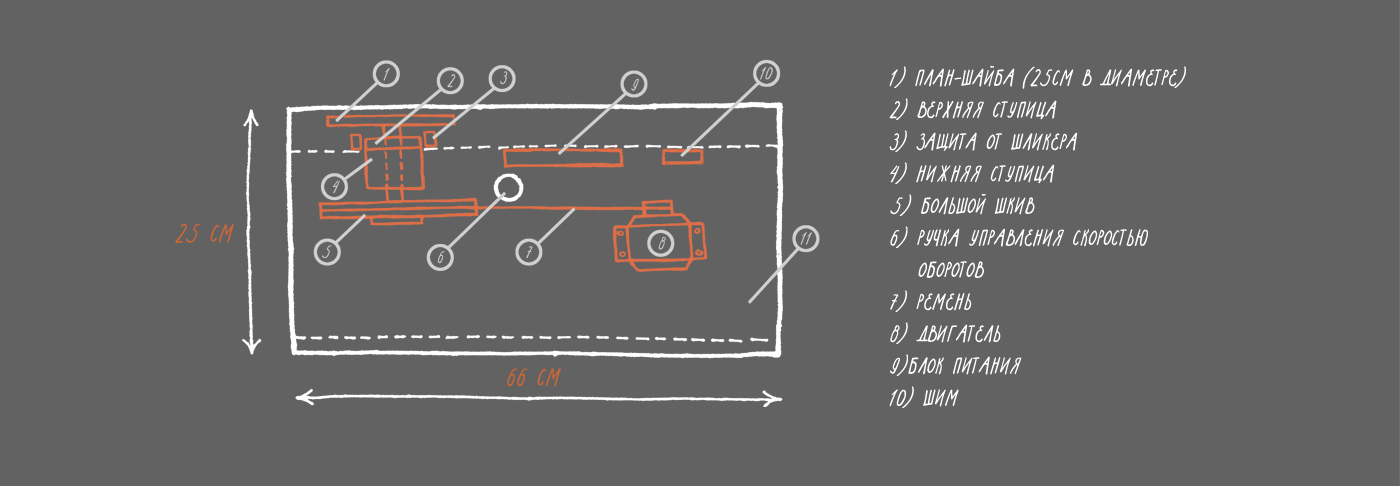 1
2
3
9
10
1) ПЛАН-ШАЙБА (25СМ В ДИАМЕТРЕ)
2) ВЕРХНЯЯ СТУПИЦА
3) ЗАЩИТА ОТ ШЛИКЕРА
4
4) НИЖНЯЯ СТУПИЦА
5) БОЛЬШОЙ ШКИВ
25 СМ
5
6
7
8
11
6) РУЧКА УПРАВЛЕНИЯ СКОРОСТЬЮ
ОБОРОТОВ
7) РЕМЕНЬ
8) ДВИГАТЕЛЬ
9)БЛОК ПИТАНИЯ
66 СМ
10) ШИМ